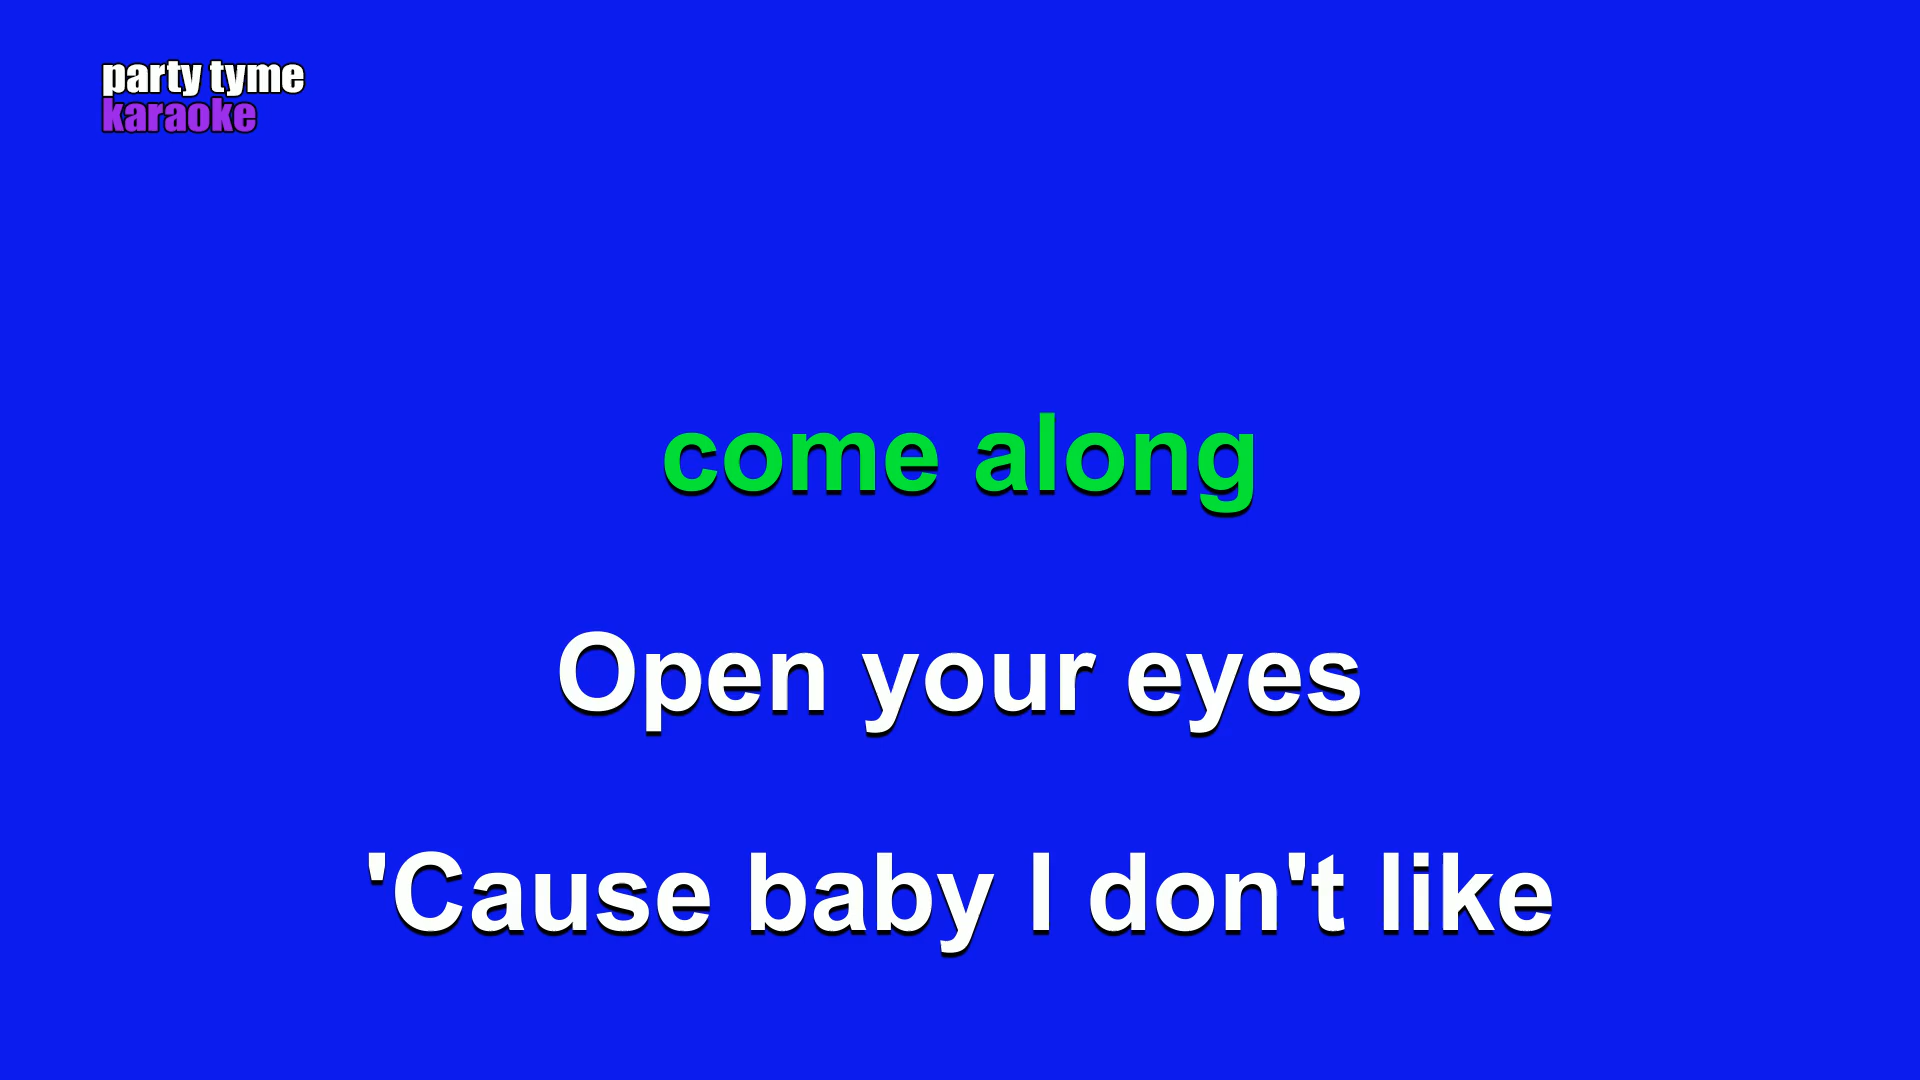 party tyme
karaoke
come along
Open your eyes
'Cause baby I don't like